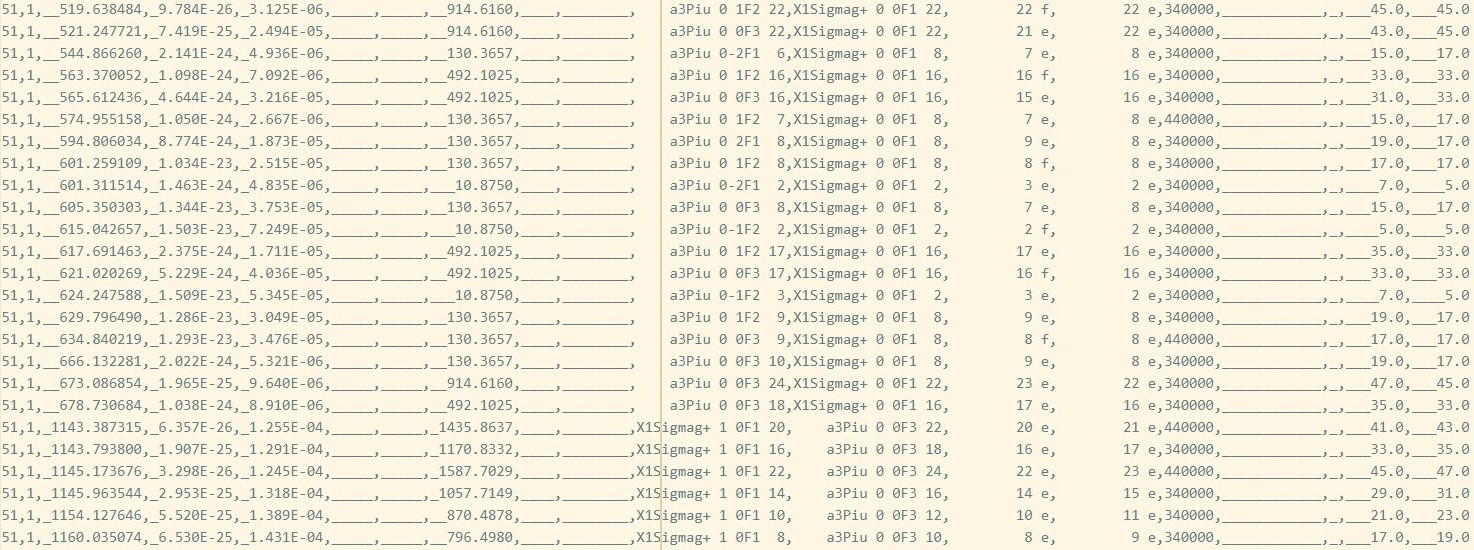 51,1,__519.638484,_9.784E-26,_3.125E-06,_____,_____,__914.6160,____,________,    a3Piu 0 1F2 22,X1Sigmag+ 0 0F1 22,        22 f,        22 e,340000,____________,_,___45.0,___45.0
51,1,__521.247721,_7.419E-25,_2.494E-05,_____,_____,__914.6160,____,________,    a3Piu 0 0F3 22,X1Sigmag+ 0 0F1 22,        21 e,        22 e,340000,____________,_,___43.0,___45.0
51,1,__544.866260,_2.141E-24,_4.936E-06,_____,_____,__130.3657,____,________,    a3Piu 0-2F1  6,X1Sigmag+ 0 0F1  8,         7 e,         8 e,340000,____________,_,___15.0,___17.0
51,1,__563.370052,_1.098E-24,_7.092E-06,_____,_____,__492.1025,____,________,    a3Piu 0 1F2 16,X1Sigmag+ 0 0F1 16,        16 f,        16 e,340000,____________,_,___33.0,___33.0
51,1,__565.612436,_4.644E-24,_3.216E-05,_____,_____,__492.1025,____,________,    a3Piu 0 0F3 16,X1Sigmag+ 0 0F1 16,        15 e,        16 e,340000,____________,_,___31.0,___33.0
51,1,__574.955158,_1.050E-24,_2.667E-06,_____,_____,__130.3657,____,________,    a3Piu 0 1F2  7,X1Sigmag+ 0 0F1  8,         7 e,         8 e,440000,____________,_,___15.0,___17.0
51,1,__594.806034,_8.774E-24,_1.873E-05,_____,_____,__130.3657,____,________,    a3Piu 0 2F1  8,X1Sigmag+ 0 0F1  8,         9 e,         8 e,340000,____________,_,___19.0,___17.0
51,1,__601.259109,_1.034E-23,_2.515E-05,_____,_____,__130.3657,____,________,    a3Piu 0 1F2  8,X1Sigmag+ 0 0F1  8,         8 f,         8 e,340000,____________,_,___17.0,___17.0
51,1,__601.311514,_1.463E-24,_4.835E-06,_____,_____,___10.8750,____,________,    a3Piu 0-2F1  2,X1Sigmag+ 0 0F1  2,         3 e,         2 e,340000,____________,_,____7.0,____5.0
51,1,__605.350303,_1.344E-23,_3.753E-05,_____,_____,__130.3657,____,________,    a3Piu 0 0F3  8,X1Sigmag+ 0 0F1  8,         7 e,         8 e,340000,____________,_,___15.0,___17.0
51,1,__615.042657,_1.503E-23,_7.249E-05,_____,_____,___10.8750,____,________,    a3Piu 0-1F2  2,X1Sigmag+ 0 0F1  2,         2 f,         2 e,340000,____________,_,____5.0,____5.0
51,1,__617.691463,_2.375E-24,_1.711E-05,_____,_____,__492.1025,____,________,    a3Piu 0 1F2 17,X1Sigmag+ 0 0F1 16,        17 e,        16 e,340000,____________,_,___35.0,___33.0
51,1,__621.020269,_5.229E-24,_4.036E-05,_____,_____,__492.1025,____,________,    a3Piu 0 0F3 17,X1Sigmag+ 0 0F1 16,        16 f,        16 e,340000,____________,_,___33.0,___33.0
51,1,__624.247588,_1.509E-23,_5.345E-05,_____,_____,___10.8750,____,________,    a3Piu 0-1F2  3,X1Sigmag+ 0 0F1  2,         3 e,         2 e,340000,____________,_,____7.0,____5.0
51,1,__629.796490,_1.286E-23,_3.049E-05,_____,_____,__130.3657,____,________,    a3Piu 0 1F2  9,X1Sigmag+ 0 0F1  8,         9 e,         8 e,340000,____________,_,___19.0,___17.0
51,1,__634.840219,_1.293E-23,_3.476E-05,_____,_____,__130.3657,____,________,    a3Piu 0 0F3  9,X1Sigmag+ 0 0F1  8,         8 f,         8 e,440000,____________,_,___17.0,___17.0
51,1,__666.132281,_2.022E-24,_5.321E-06,_____,_____,__130.3657,____,________,    a3Piu 0 0F3 10,X1Sigmag+ 0 0F1  8,         9 e,         8 e,340000,____________,_,___19.0,___17.0
51,1,__673.086854,_1.965E-25,_9.640E-06,_____,_____,__914.6160,____,________,    a3Piu 0 0F3 24,X1Sigmag+ 0 0F1 22,        23 e,        22 e,340000,____________,_,___47.0,___45.0
51,1,__678.730684,_1.038E-24,_8.910E-06,_____,_____,__492.1025,____,________,    a3Piu 0 0F3 18,X1Sigmag+ 0 0F1 16,        17 e,        16 e,340000,____________,_,___35.0,___33.0
51,1,_1143.387315,_6.357E-26,_1.255E-04,_____,_____,_1435.8637,____,________,X1Sigmag+ 1 0F1 20,    a3Piu 0 0F3 22,        20 e,        21 e,440000,____________,_,___41.0,___43.0
51,1,_1143.793800,_1.907E-25,_1.291E-04,_____,_____,_1170.8332,____,________,X1Sigmag+ 1 0F1 16,    a3Piu 0 0F3 18,        16 e,        17 e,340000,____________,_,___33.0,___35.0
51,1,_1145.173676,_3.298E-26,_1.245E-04,_____,_____,_1587.7029,____,________,X1Sigmag+ 1 0F1 22,    a3Piu 0 0F3 24,        22 e,        23 e,440000,____________,_,___45.0,___47.0
51,1,_1145.963544,_2.953E-25,_1.318E-04,_____,_____,_1057.7149,____,________,X1Sigmag+ 1 0F1 14,    a3Piu 0 0F3 16,        14 e,        15 e,340000,____________,_,___29.0,___31.0
51,1,_1154.127646,_5.520E-25,_1.389E-04,_____,_____,__870.4878,____,________,X1Sigmag+ 1 0F1 10,    a3Piu 0 0F3 12,        10 e,        11 e,340000,____________,_,___21.0,___23.0
51,1,_1160.035074,_6.530E-25,_1.431E-04,_____,_____,__796.4980,____,________,X1Sigmag+ 1 0F1  8,    a3Piu 0 0F3 10,         8 e,         9 e,340000,____________,_,___17.0,___19.0